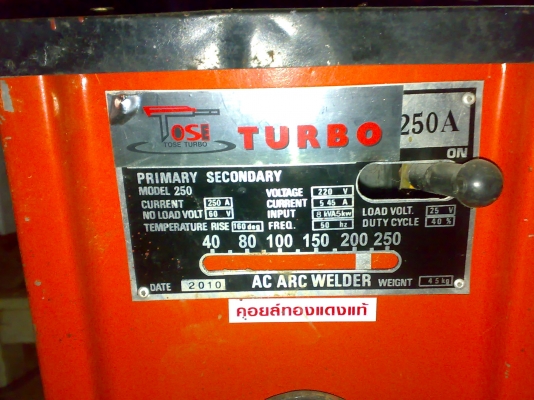 TOSE TURBO 250A
TOSE TURBO
ON
PRIMARY SECONDARY
MODEL 250 VOLTAGE 220 V
CURRENT 250 A CURRENT 5 45 A LOAD VOLT. 25 V
NO LOAD VOLT 60 V INPUT 8 kVA5kw DUTY CYCLE 40 %
TEMPERATURE RISE 160 deg FREQ. 50 hz
40 80 100 150 200 250
DATE 2010 AC ARC WELDER WEIGNT 45kg
คอยล์ทองแดงแท้